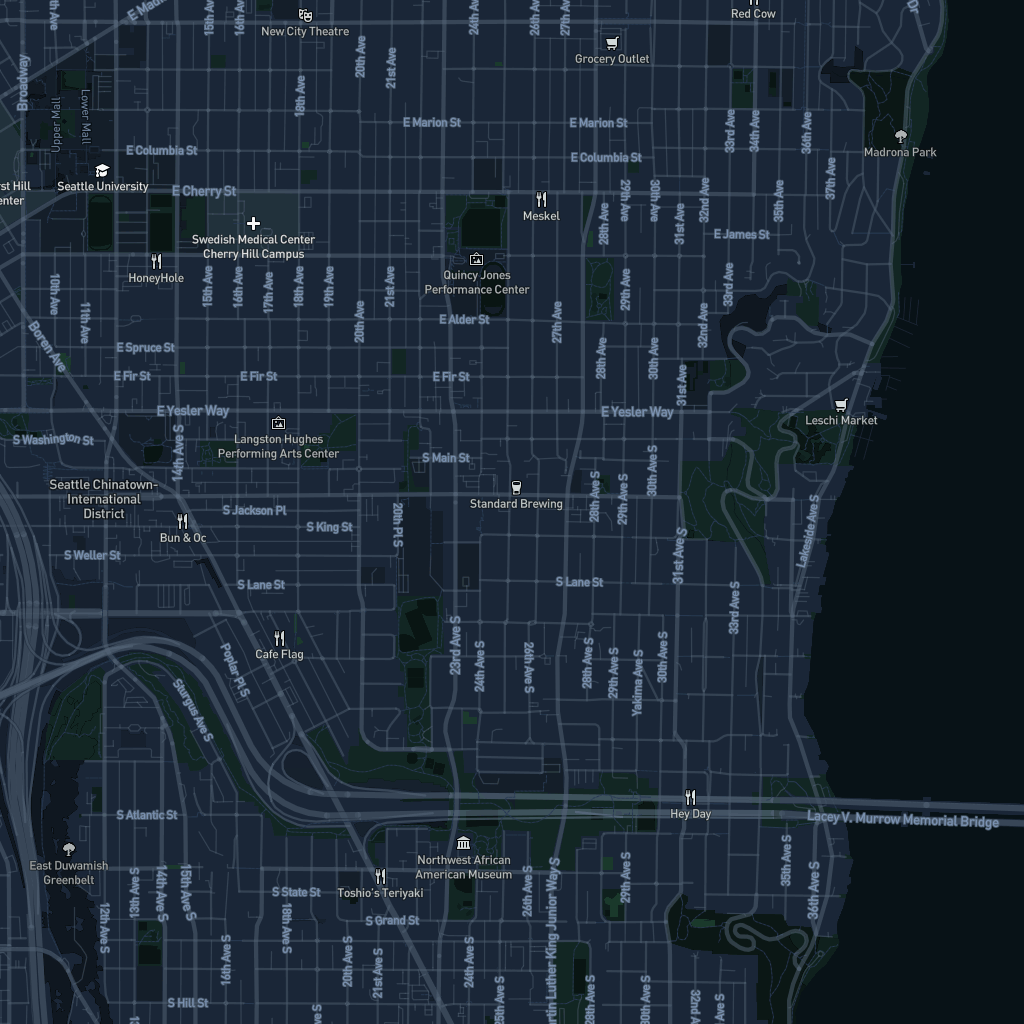 15th Ave
16th Ave
E Mad
New City Theatre
24th Ave
26th Ave
27th Ave
Red Cow
Dr
20th Ave
21st Ave
Grocery Outlet
Broadway
Upper Mall
Lower Mall
18th Ave
E Marion St
E Marion St
33rd Ave
34th Ave
36th Ave
Madrona Park
E Columbia St
E Columbia St
Seattle University
E Cherry St
37th Ave
rst Hill
enter
Meskel
28th Ave
29th Ave
30th Ave
31st Ave
32nd Ave
35th Ave
E James St
Swedish Medical Center
Cherry Hill Campus
HoneyHole
Quincy Jones
Performance Center
10th Ave
11th Ave
15th Ave
16th Ave
17th Ave
18th Ave
19th Ave
21st Ave
20th Ave
29th Ave
33rd Ave
27th Ave
32nd Ave
E Alder St
Boren Ave
E Spruce St
28th Ave
30th Ave
E Fir St
E Fir St
E Fir St
31st Ave
E Yesler Way
E Yesler Way
Leschi Market
S Washington St
14th Ave S
Langston Hughes
Performing Arts Center
S Main St
30th Ave S
Seattle Chinatown-
International
District
Standard Brewing
28th Ave S
29th Ave S
S Jackson Pl
20th Pl S
S King St
Bun & Oc
31st Ave S
Lakeside Ave S
S Weller St
S Lane St
S Lane St
33rd Ave S
Cafe Flag
Poplar Pl S
23rd Ave S
24th Ave S
26th Ave S
28th Ave S
29th Ave S
Yakima Ave S
30th Ave S
Sturgus Ave S
S Atlantic St
Hey Day
Lacey V. Murrow Memorial Bridge
East Duwamish
Greenbelt
Northwest African
American Museum
Toshio's Teriyaki
S State St
S Grand St
12th Ave S
13th Ave S
14th Ave S
15th Ave S
18th Ave S
26th Ave S
29th Ave S
35th Ave S
36th Ave S
artin Luther King Junior Way S
16th Ave S
20th Ave S
21st Ave S
24th Ave S
25th Ave S
28th Ave S
30th Ave S
32nd A
31st Ave S
S Hill St